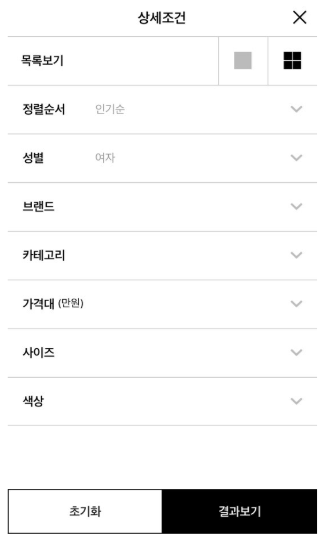 상세조건
목록보기
정렬순서 인기순
성별 여자
브랜드
카테고리
가격대 (만원)
사이즈
색상
초기화 결과보기